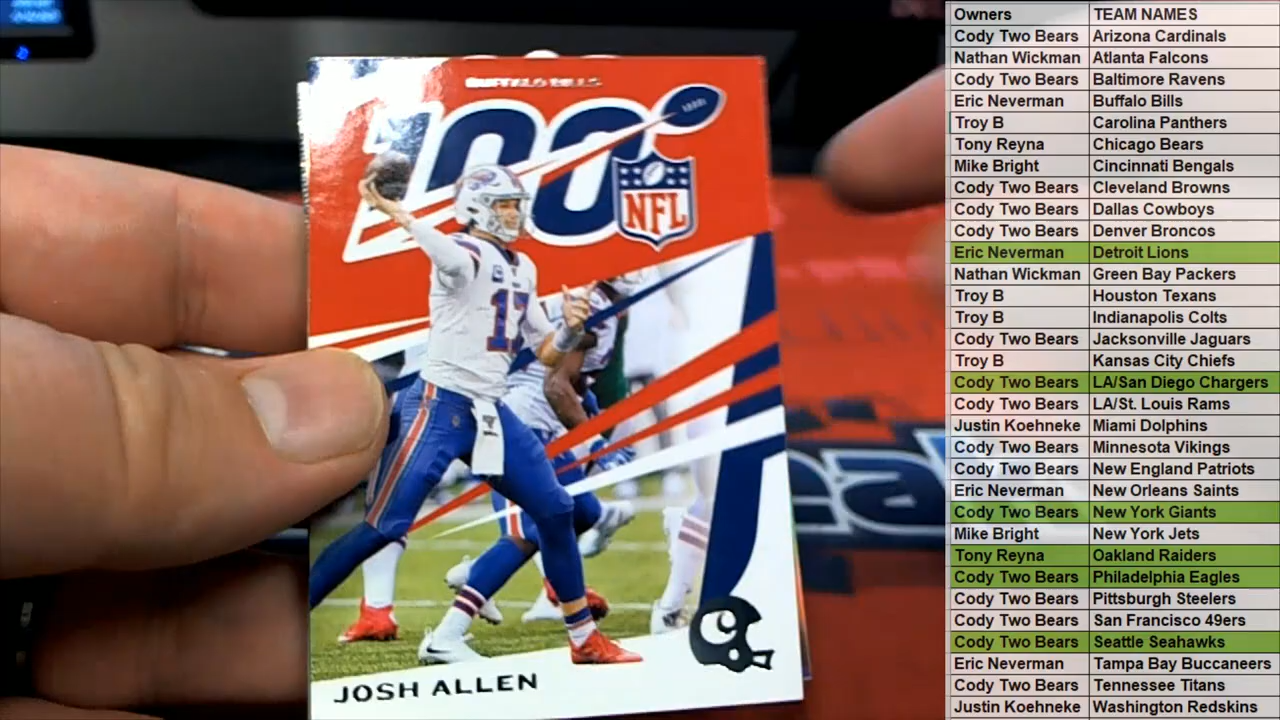 BUFFALO BILLS
100
NFL
17
JOSH ALLEN
Owners TEAM NAMES
Cody Two Bears Arizona Cardinals
Nathan Wickman Atlanta Falcons
Cody Two Bears Baltimore Ravens
Eric Neverman Buffalo Bills
Troy B Carolina Panthers
Tony Reyna Chicago Bears
Mike Bright Cincinnati Bengals
Cody Two Bears Cleveland Browns
Cody Two Bears Dallas Cowboys
Cody Two Bears Denver Broncos
Eric Neverman Detroit Lions
Nathan Wickman Green Bay Packers
Troy B Houston Texans
Troy B Indianapolis Colts
Cody Two Bears Jacksonville Jaguars
Troy B Kansas City Chiefs
Cody Two Bears LA/San Diego Chargers
Cody Two Bears LA/St. Louis Rams
Justin Koehneke Miami Dolphins
Cody Two Bears Minnesota Vikings
Cody Two Bears New England Patriots
Eric Neverman New Orleans Saints
Cody Two Bears New York Giants
Mike Bright New York Jets
Tony Reyna Oakland Raiders
Cody Two Bears Philadelphia Eagles
Cody Two Bears Pittsburgh Steelers
Cody Two Bears San Francisco 49ers
Cody Two Bears Seattle Seahawks
Eric Neverman Tampa Bay Buccaneers
Cody Two Bears Tennessee Titans
Justin Koehneke Washington Redskins